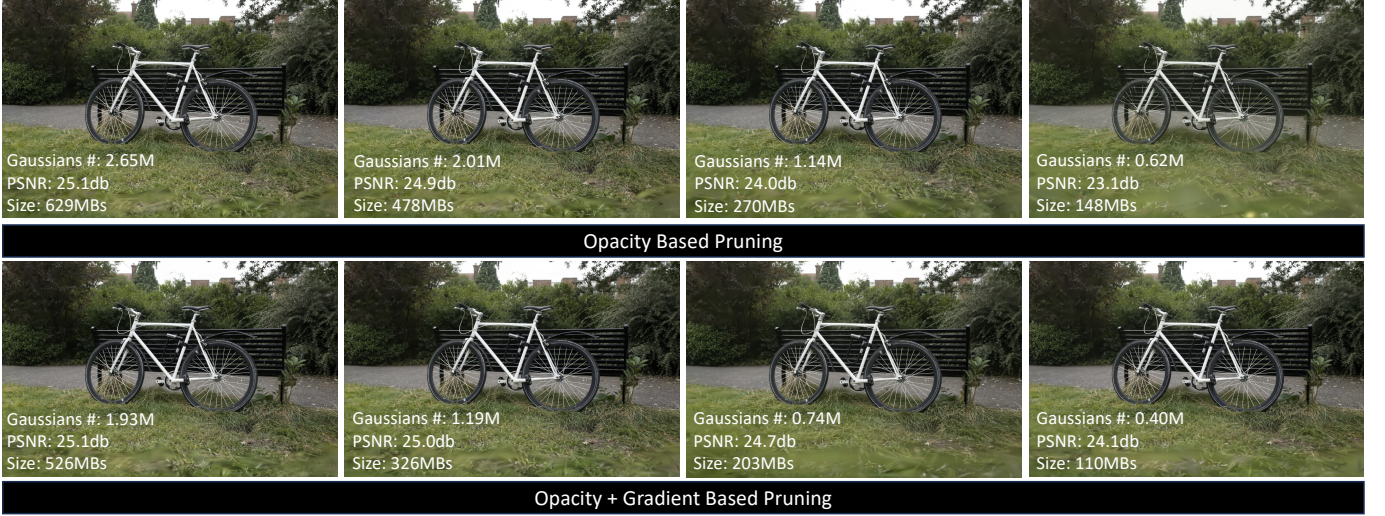 Gaussians #: 2.65M
PSNR: 25.1db
Size: 629MBs
Gaussians #: 2.01M
PSNR: 24.9db
Size: 478MBs
Gaussians #: 1.14M
PSNR: 24.0db
Size: 270MBs
Gaussians #: 0.62M
PSNR: 23.1db
Size: 148MBs
Opacity Based Pruning
Gaussians #: 1.93M
PSNR: 25.1db
Size: 526MBs
Gaussians #: 1.19M
PSNR: 25.0db
Size: 326MBs
Gaussians #: 0.74M
PSNR: 24.7db
Size: 203MBs
Gaussians #: 0.40M
PSNR: 24.1db
Size: 110MBs
Opacity + Gradient Based Pruning